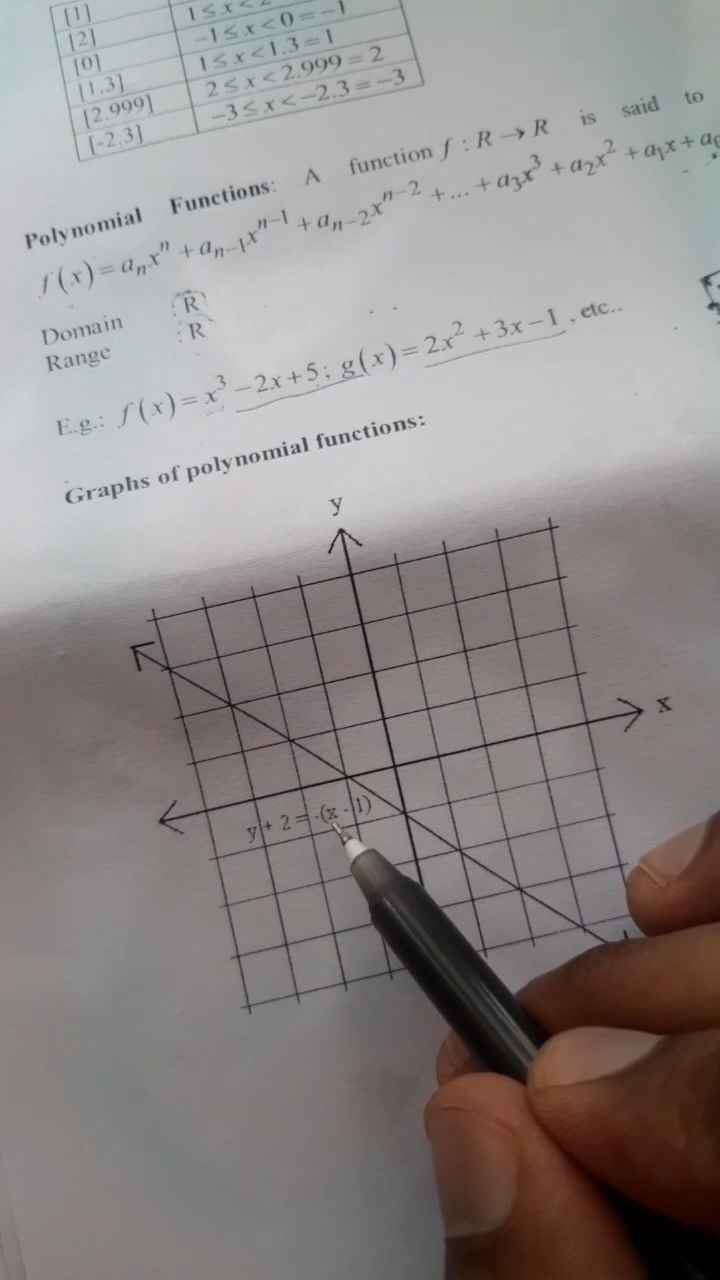 [1] 1 ≤ x < 2
[2] −1 ≤ x < 0 = −1
[0] 1 ≤ x < 1.3 = 1
[1.3] 2 ≤ x < 2.999 = 2
[2.999] −3 ≤ x < −2.3 = −3
[-2.3]
Polynomial Functions: A function f : R → R is said to
f(x) = aₙxⁿ + aₙ₋₁xⁿ⁻¹ + aₙ₋₂xⁿ⁻² + ... + a₃x³ + a₂x² + a₁x + a₀
Domain : R
Range : R
E.g.: f(x) = x³ − 2x + 5; g(x) = 2x² + 3x − 1, etc..
Graphs of polynomial functions:
y
x
y + 2 = -(x - 1)